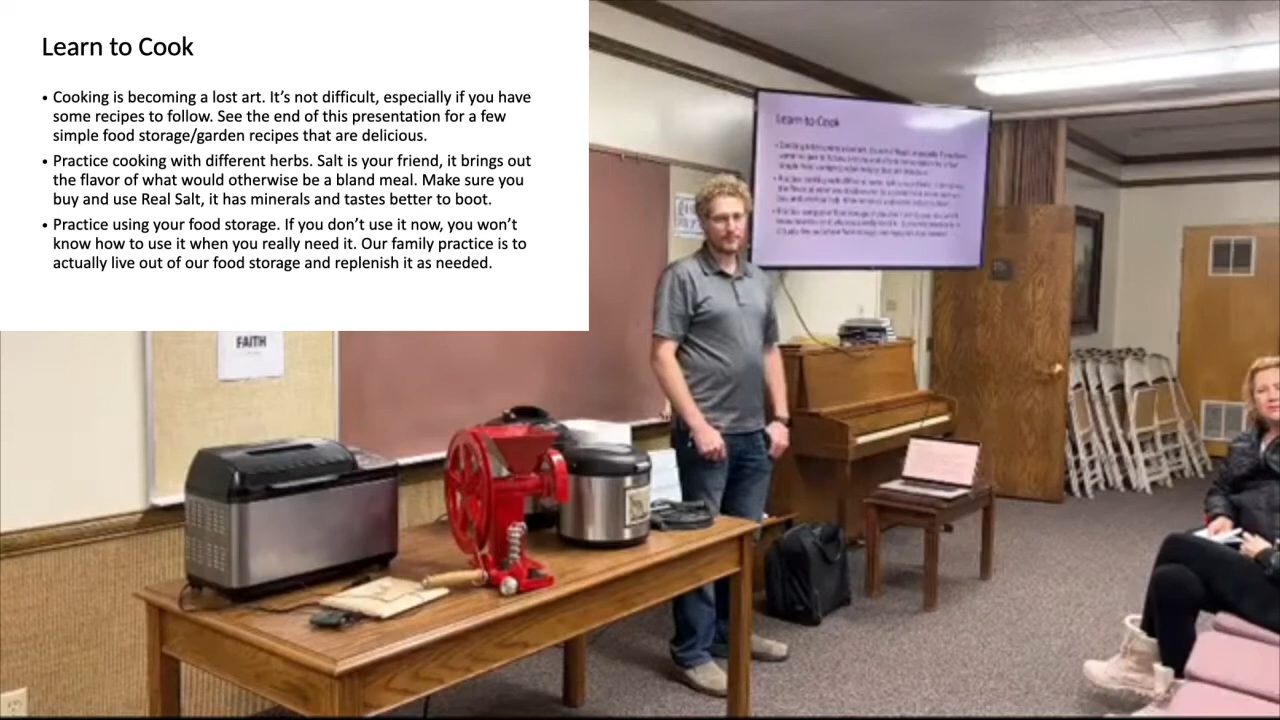 Learn to Cook
• Cooking is becoming a lost art. It’s not difficult, especially if you have
some recipes to follow. See the end of this presentation for a few
simple food storage/garden recipes that are delicious.
• Practice cooking with different herbs. Salt is your friend, it brings out
the flavor of what would otherwise be a bland meal. Make sure you
buy and use Real Salt, it has minerals and tastes better to boot.
• Practice using your food storage. If you don’t use it now, you won’t
know how to use it when you really need it. Our family practice is to
actually live out of our food storage and replenish it as needed.
Learn to Cook
FAITH